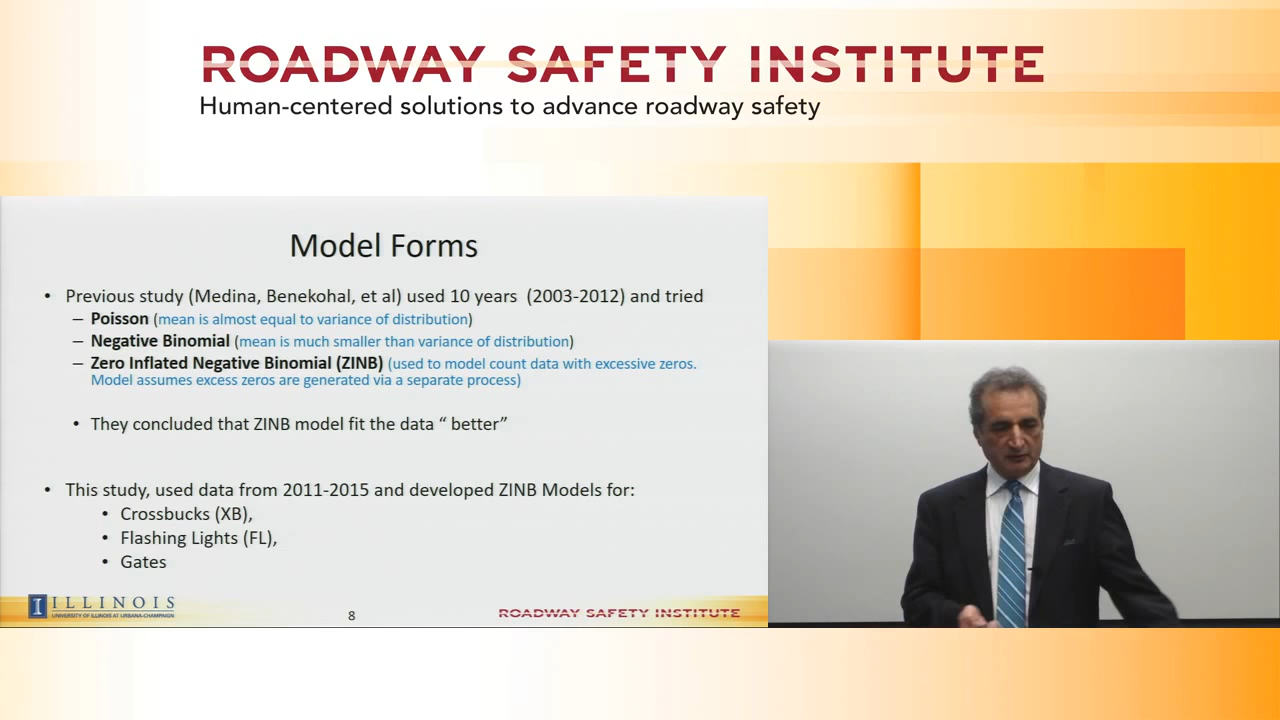 ROADWAY SAFETY INSTITUTE
Human-centered solutions to advance roadway safety
Model Forms
• Previous study (Medina, Benekohal, et al) used 10 years (2003-2012) and tried
– Poisson (mean is almost equal to variance of distribution)
– Negative Binomial (mean is much smaller than variance of distribution)
– Zero Inflated Negative Binomial (ZINB) (used to model count data with excessive zeros.
Model assumes excess zeros are generated via a separate process)
• They concluded that ZINB model fit the data “ better”
• This study, used data from 2011-2015 and developed ZINB Models for:
• Crossbucks (XB),
• Flashing Lights (FL),
• Gates
I ILLINOIS
UNIVERSITY OF ILLINOIS AT URBANA-CHAMPAIGN
8
ROADWAY SAFETY INSTITUTE